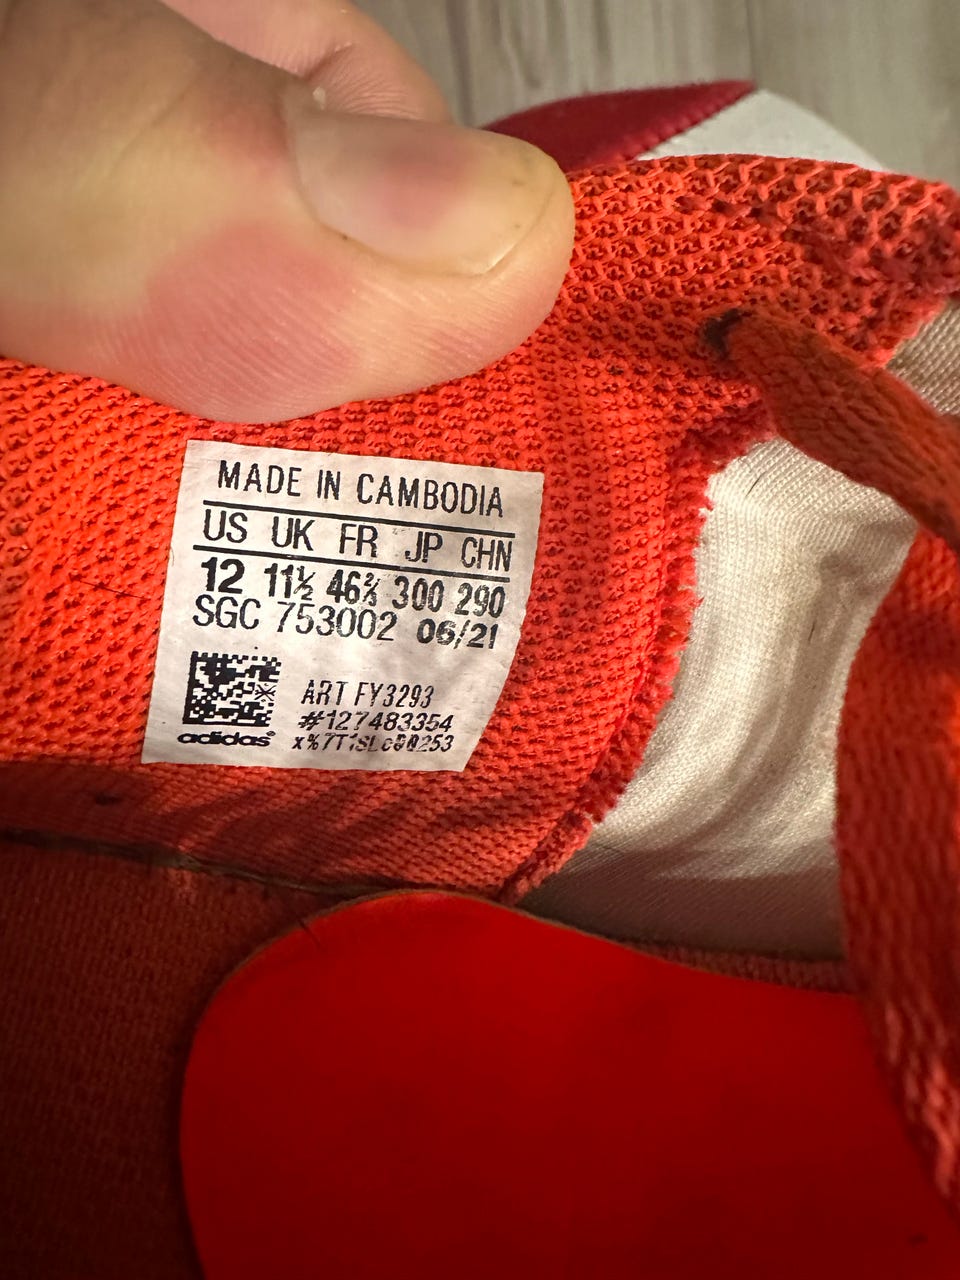 MADE IN CAMBODIA
US UK FR JP CHN
12 11½ 46⅔ 300 290
SGC 753002 06/21
ART FY3293
#127483354
adidas®